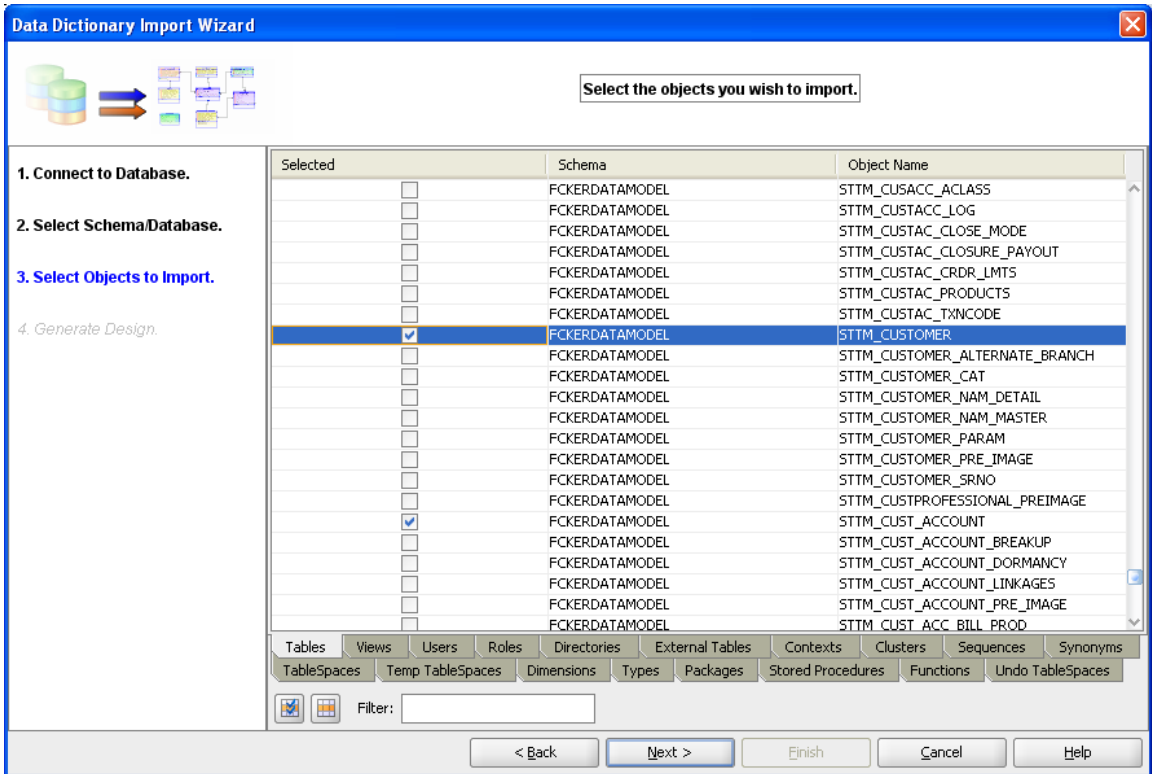 Data Dictionary Import Wizard
Select the objects you wish to import.
1. Connect to Database.
2. Select Schema/Database.
3. Select Objects to Import.
4. Generate Design.
Selected Schema Object Name
FCKERDATAMODEL STTM_CUSACC_ACLASS
FCKERDATAMODEL STTM_CUSTACC_LOG
FCKERDATAMODEL STTM_CUSTAC_CLOSE_MODE
FCKERDATAMODEL STTM_CUSTAC_CLOSURE_PAYOUT
FCKERDATAMODEL STTM_CUSTAC_CRDR_LMTS
FCKERDATAMODEL STTM_CUSTAC_PRODUCTS
FCKERDATAMODEL STTM_CUSTAC_TXNCODE
FCKERDATAMODEL STTM_CUSTOMER
FCKERDATAMODEL STTM_CUSTOMER_ALTERNATE_BRANCH
FCKERDATAMODEL STTM_CUSTOMER_CAT
FCKERDATAMODEL STTM_CUSTOMER_NAM_DETAIL
FCKERDATAMODEL STTM_CUSTOMER_NAM_MASTER
FCKERDATAMODEL STTM_CUSTOMER_PARAM
FCKERDATAMODEL STTM_CUSTOMER_PRE_IMAGE
FCKERDATAMODEL STTM_CUSTOMER_SRNO
FCKERDATAMODEL STTM_CUSTPROFESSIONAL_PREIMAGE
FCKERDATAMODEL STTM_CUST_ACCOUNT
FCKERDATAMODEL STTM_CUST_ACCOUNT_BREAKUP
FCKERDATAMODEL STTM_CUST_ACCOUNT_DORMANCY
FCKERDATAMODEL STTM_CUST_ACCOUNT_LINKAGES
FCKERDATAMODEL STTM_CUST_ACCOUNT_PRE_IMAGE
FCKERDATAMODEL STTM_CUST_ACC_BILL_PROD
Tables Views Users Roles Directories External Tables Contexts Clusters Sequences Synonyms
TableSpaces Temp TableSpaces Dimensions Types Packages Stored Procedures Functions Undo TableSpaces
Filter:
< Back Next > Finish Cancel Help